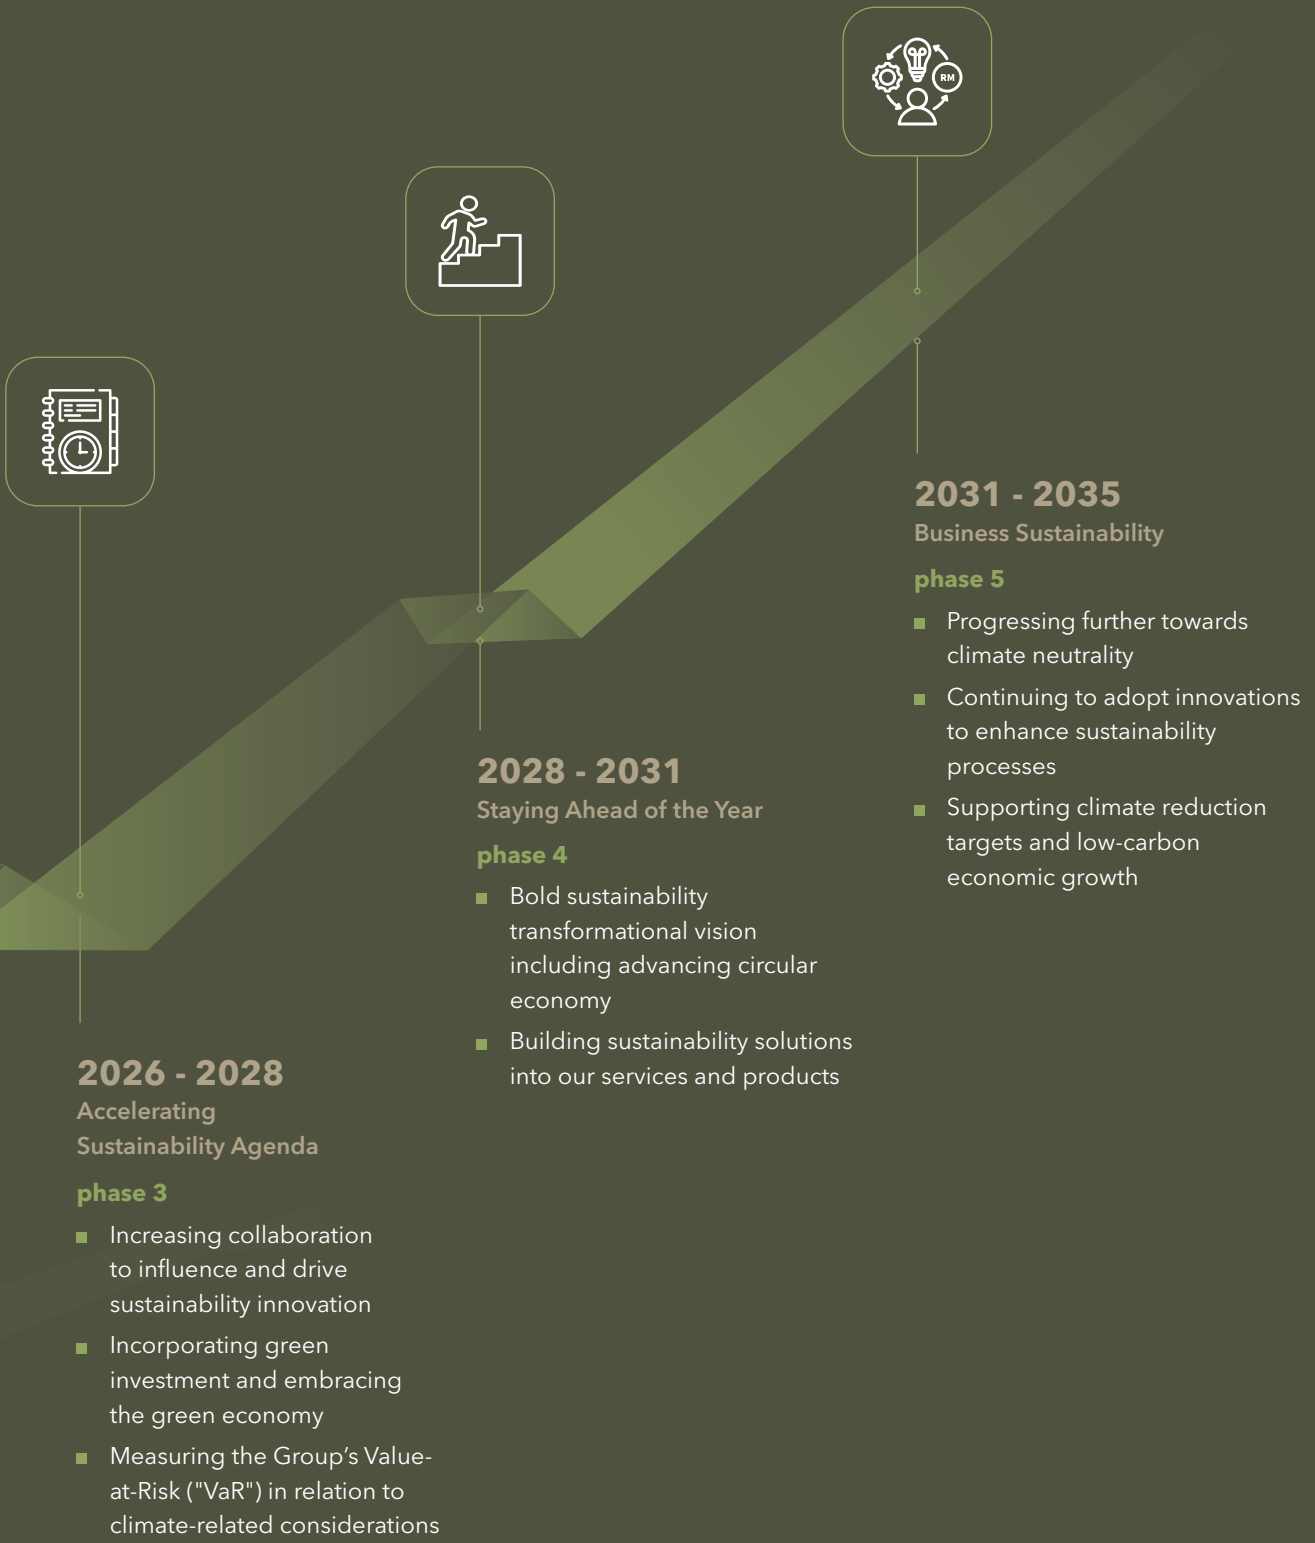 RM
2026 - 2028
Accelerating
Sustainability Agenda
phase 3
Increasing collaboration
to influence and drive
sustainability innovation
Incorporating green
investment and embracing
the green economy
Measuring the Group’s Value-
at-Risk ("VaR") in relation to
climate-related considerations
2028 - 2031
Staying Ahead of the Year
phase 4
Bold sustainability
transformational vision
including advancing circular
economy
Building sustainability solutions
into our services and products
2031 - 2035
Business Sustainability
phase 5
Progressing further towards
climate neutrality
Continuing to adopt innovations
to enhance sustainability
processes
Supporting climate reduction
targets and low-carbon
economic growth